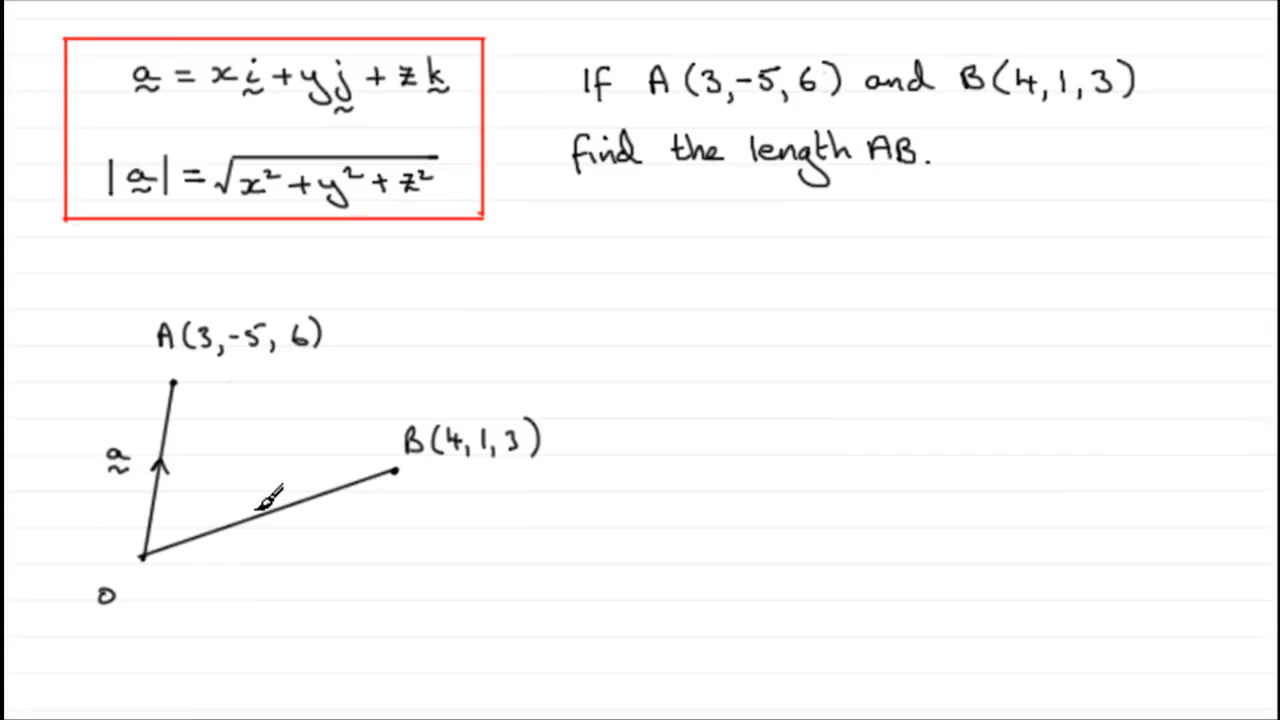 a = xi + yj + zk
|a| = √x² + y² + z²
If A (3,-5, 6) and B(4, 1, 3)
find the length AB.
A (3,-5, 6)
B(4, 1, 3)
a
O